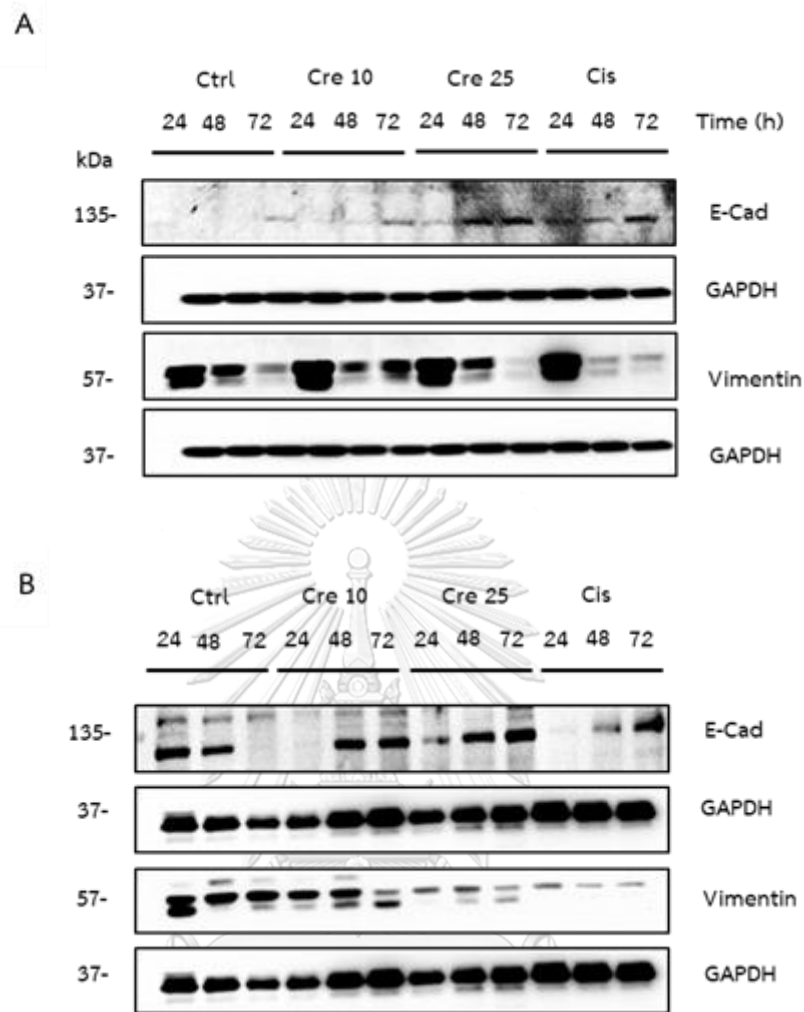 A
Ctrl Cre 10 Cre 25 Cis
24 48 72 24 48 72 24 48 72 24 48 72 Time (h)
kDa
135- E-Cad
37- GAPDH
57- Vimentin
37- GAPDH
B
Ctrl Cre 10 Cre 25 Cis
24 48 72 24 48 72 24 48 72 24 48 72
135- E-Cad
37- GAPDH
57- Vimentin
37- GAPDH